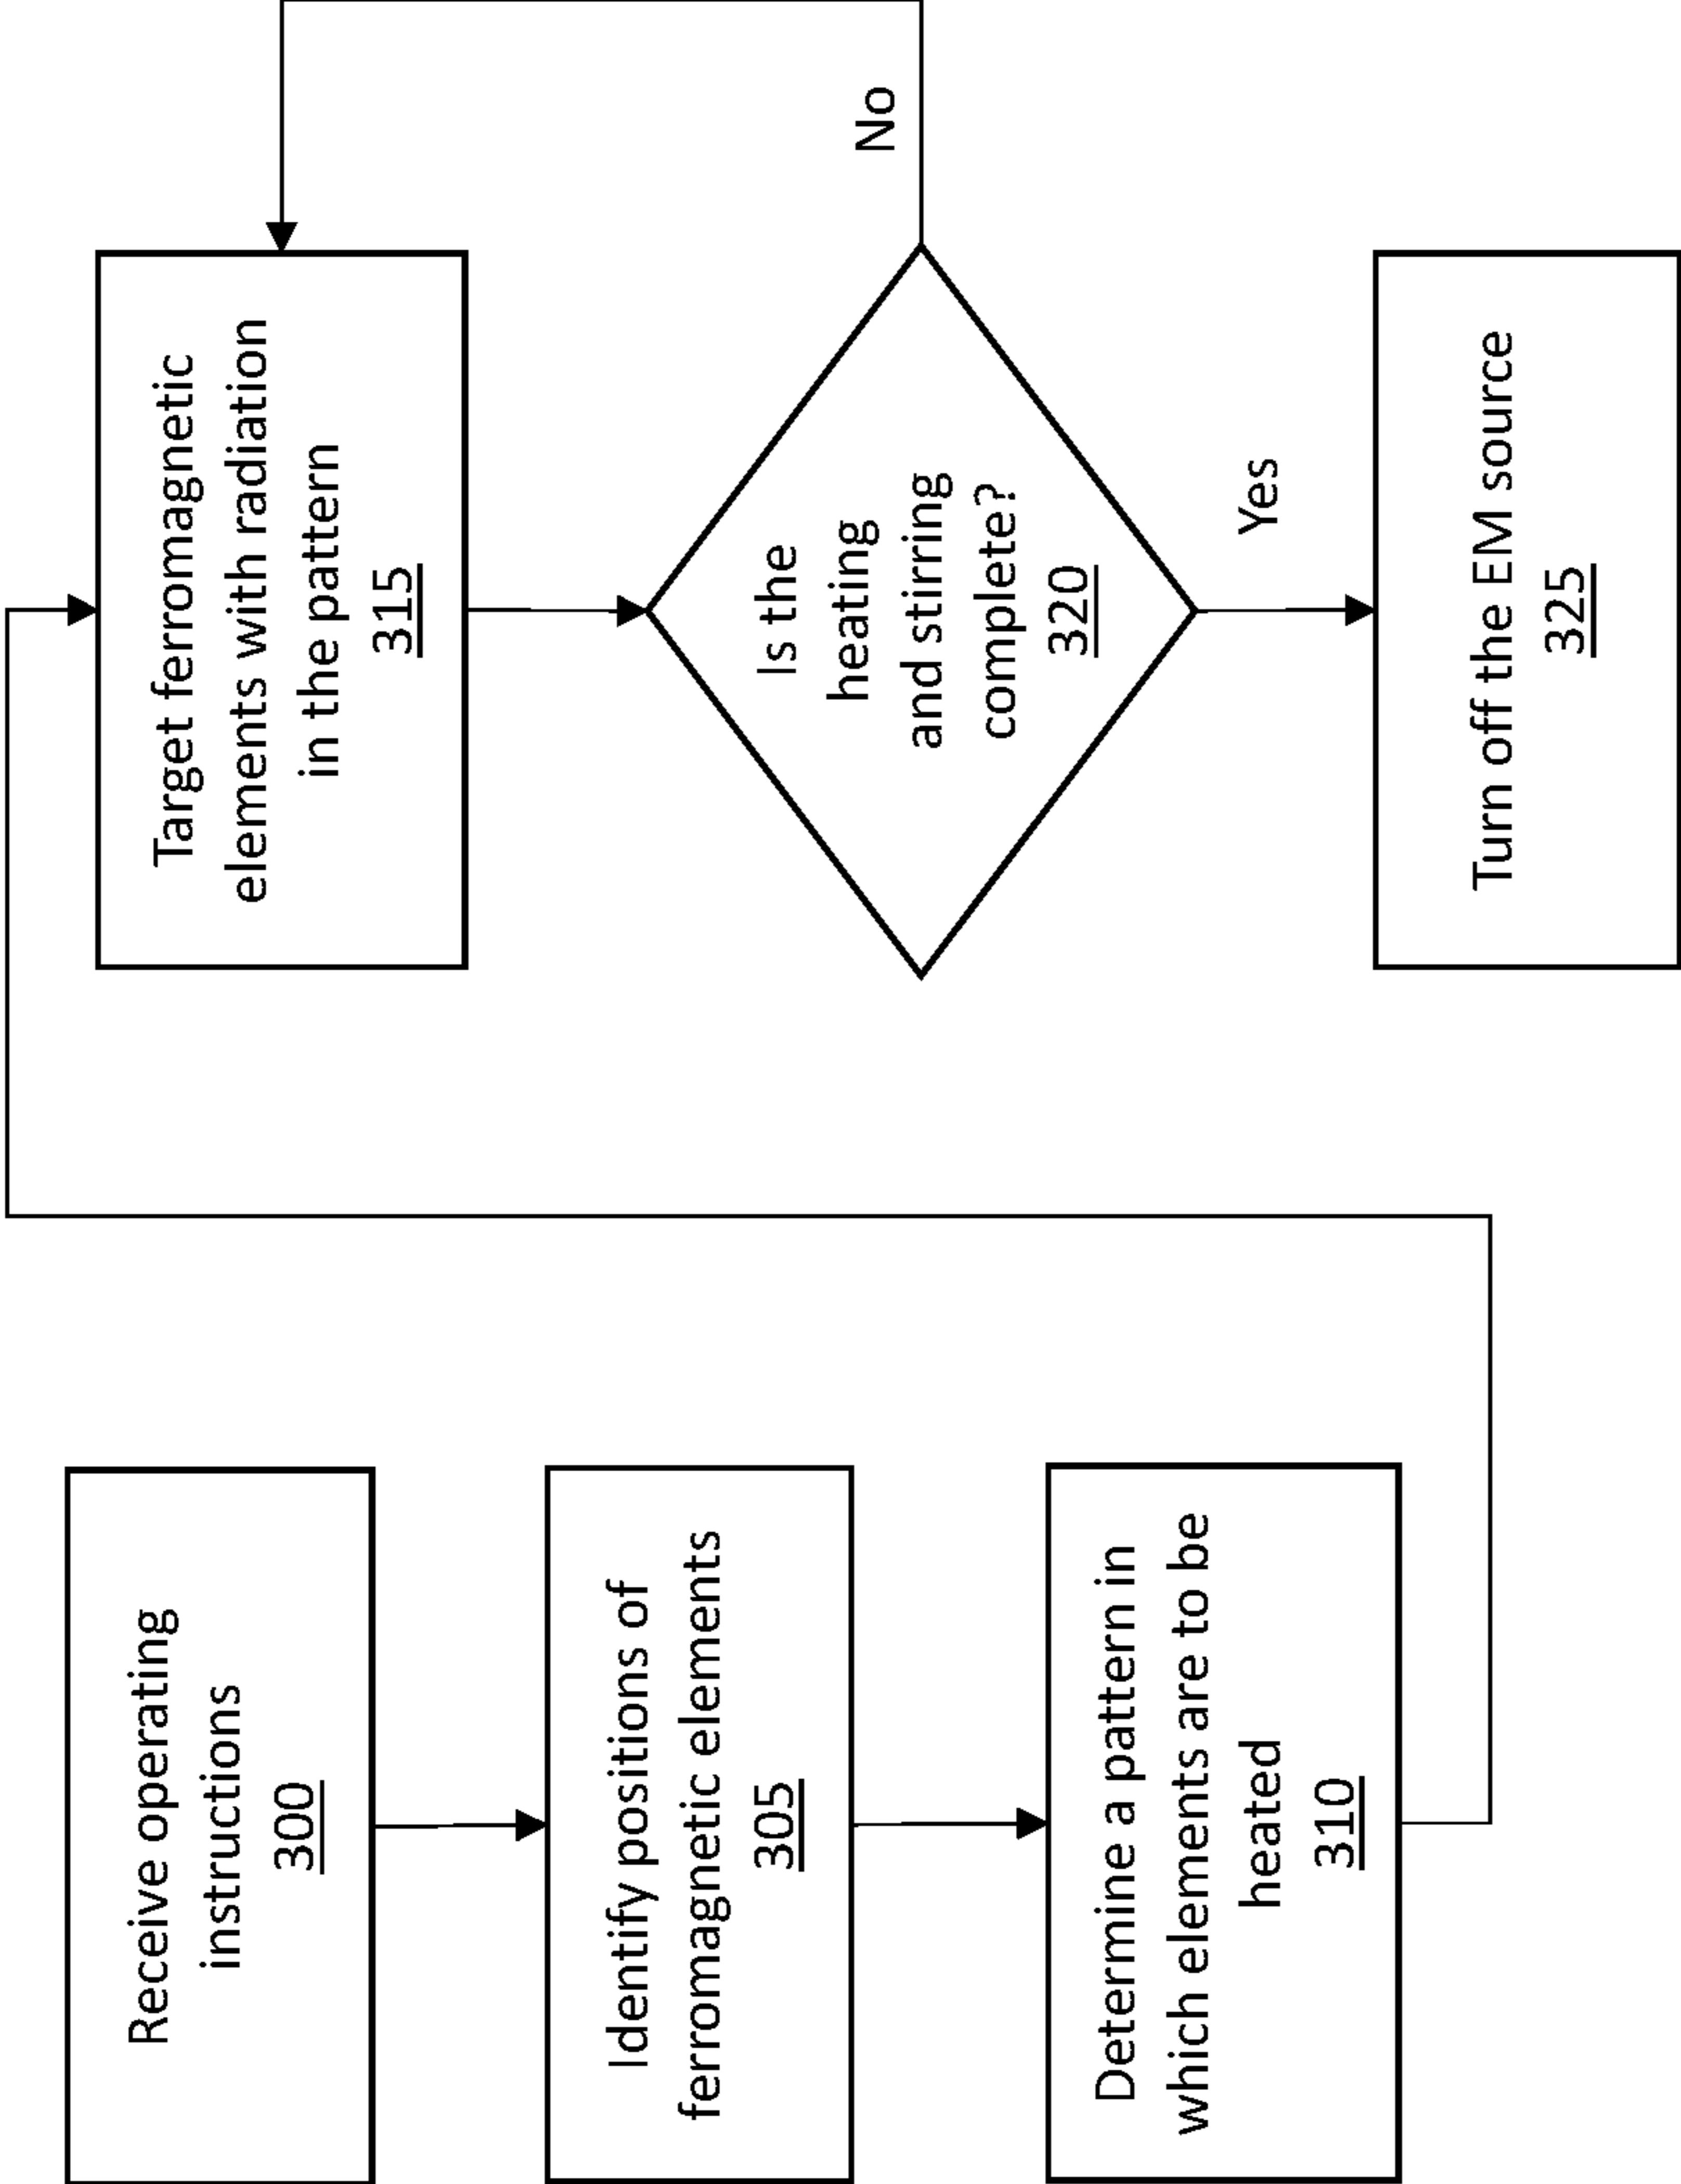 Receive operating
instructions
300
Identify positions of
ferromagnetic elements
305
Determine a pattern in
which elements are to be
heated
310
Target ferromagnetic
elements with radiation
in the pattern
315
Is the
heating
and stirring
complete?
320
No
Yes
Turn off the EM source
325